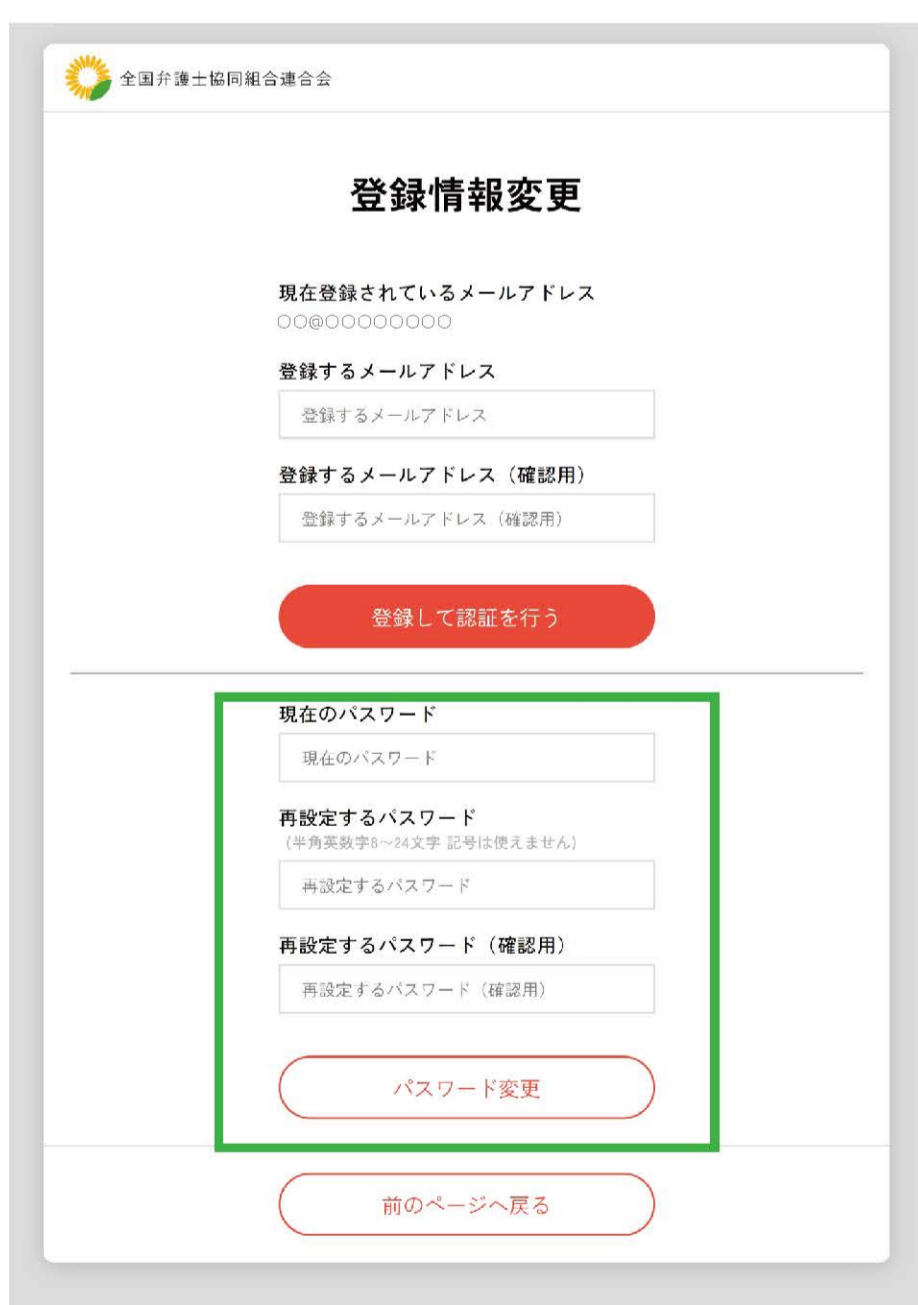 全国弁護士協同組合連合会
登録情報変更
現在登録されているメールアドレス
○○@○○○○○○○○
登録するメールアドレス
登録するメールアドレス
登録するメールアドレス（確認用）
登録するメールアドレス（確認用）
登録して認証を行う
現在のパスワード
現在のパスワード
再設定するパスワード
（半角英数字8～24文字 記号は使えません）
再設定するパスワード
再設定するパスワード（確認用）
再設定するパスワード（確認用）
パスワード変更
前のページへ戻る